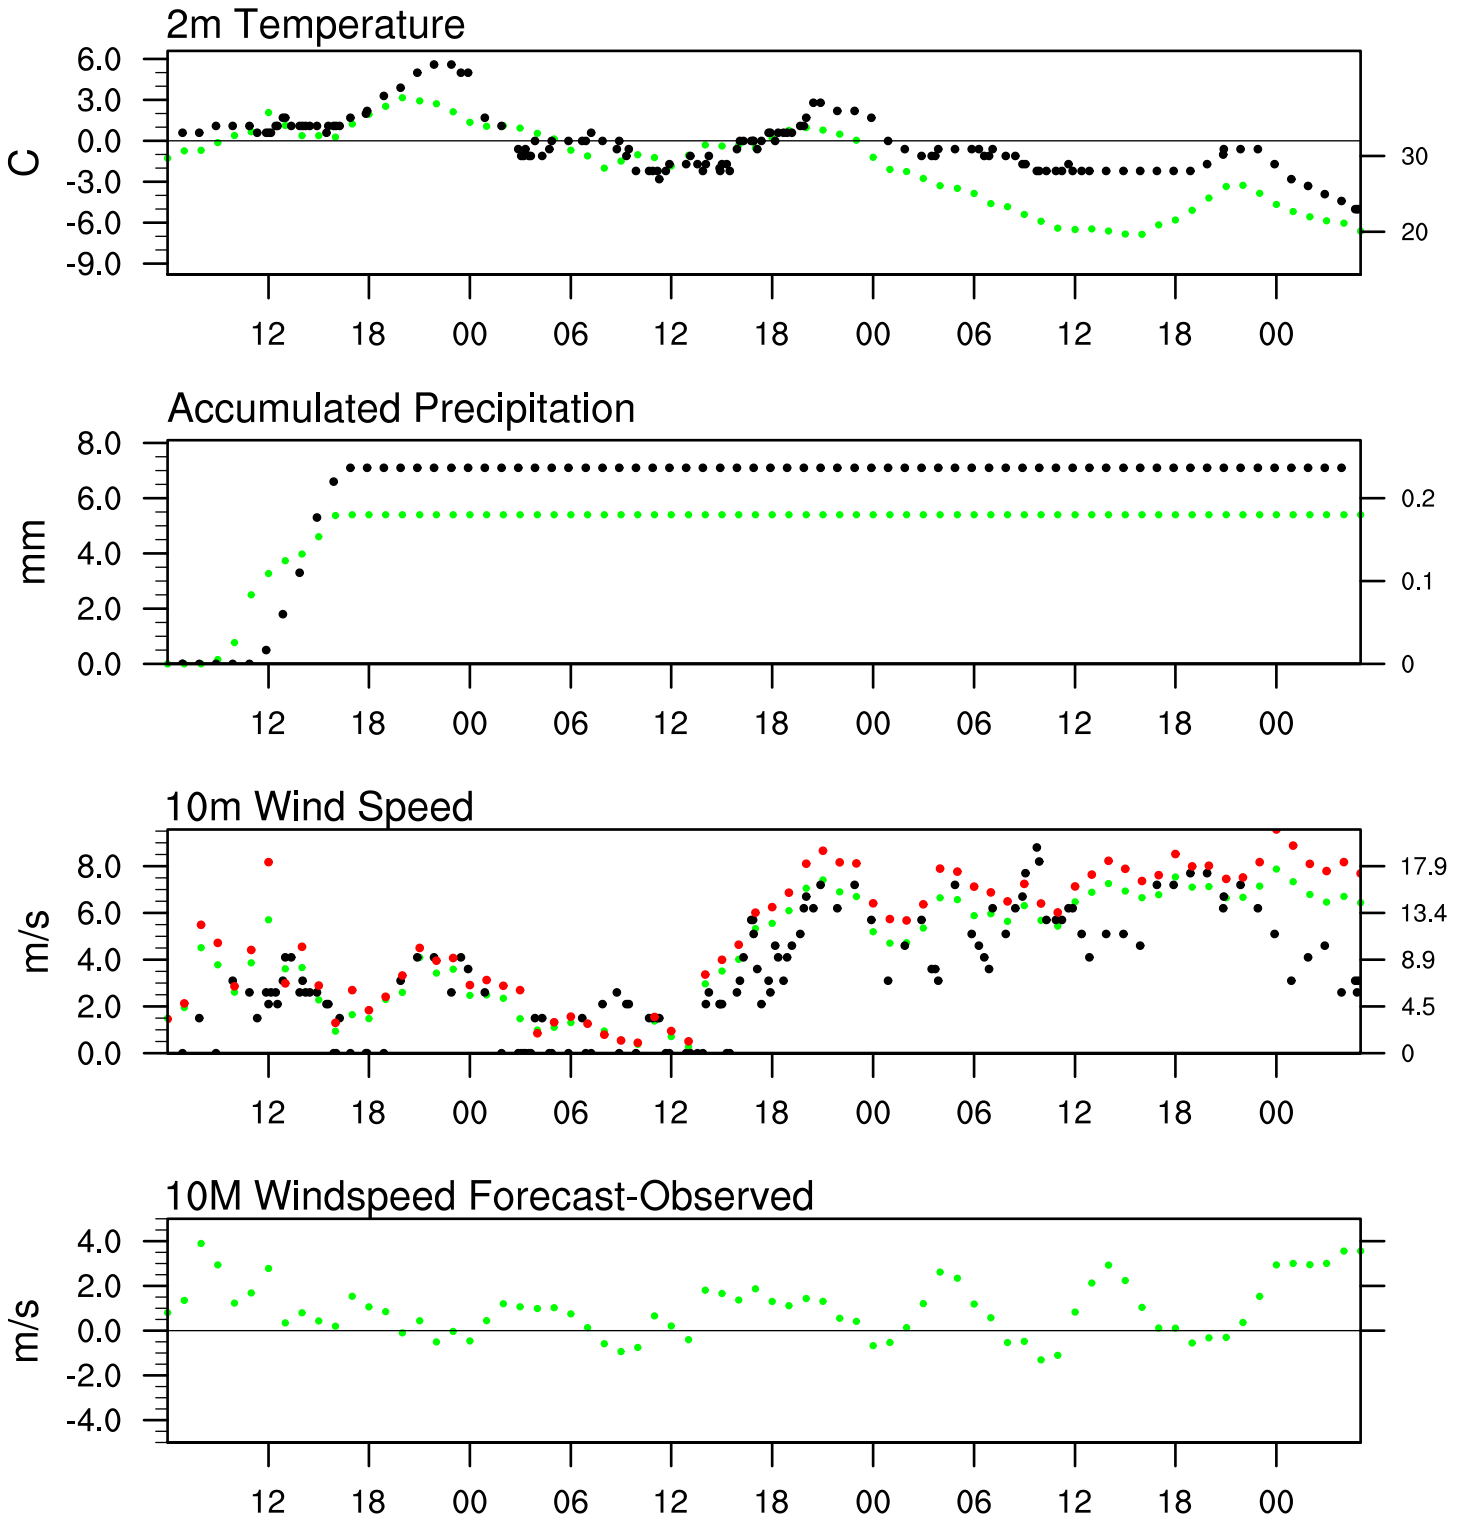 2m Temperature
6.0
3.0
0.0
-3.0
-6.0
-9.0
C
30
20
12 18 00 06 12 18 00 06 12 18 00
Accumulated Precipitation
8.0
6.0
4.0
2.0
0.0
mm
0.2
0.1
0
12 18 00 06 12 18 00 06 12 18 00
10m Wind Speed
8.0
6.0
4.0
2.0
0.0
m/s
17.9
13.4
8.9
4.5
0
12 18 00 06 12 18 00 06 12 18 00
10M Windspeed Forecast-Observed
4.0
2.0
0.0
-2.0
-4.0
m/s
12 18 00 06 12 18 00 06 12 18 00